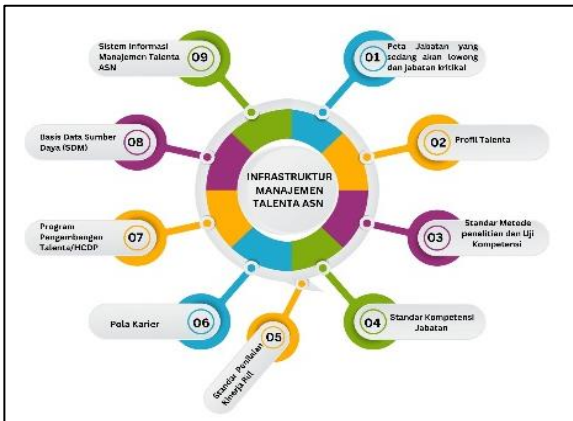 INFRASTRUKTUR
MANAJEMEN
TALENTA ASN
01
Peta Jabatan yang
sedang akan lowong
dan jabatan kritikal
02
Profil Talenta
03
Standar Metode
penelitian dan Uji
Kompetensi
04
Standar Kompetensi
Jabatan
05
Standar Penilaian
Kinerja Riil
06
Pola Karier
07
Program
Pengembangan
Talenta/HCDP
08
Basis Data Sumber
Daya (SDM)
09
Sistem Informasi
Manajemen Talenta
ASN